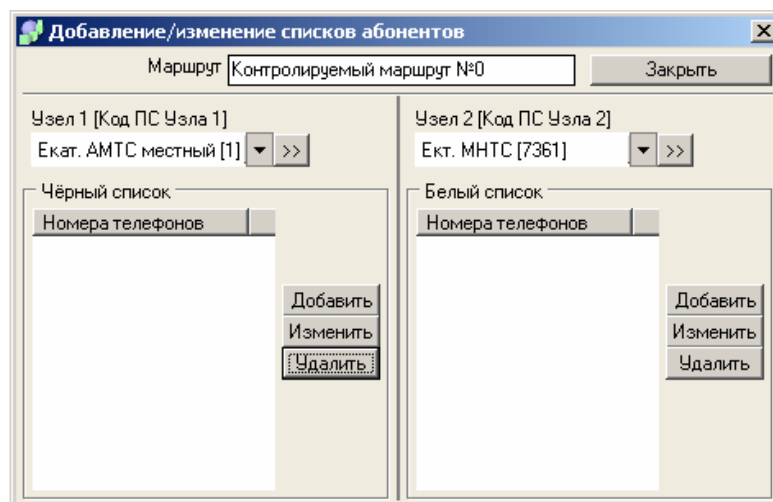 Добавление/изменение списков абонентов
Маршрут Контролируемый маршрут №0 Закрыть
Узел 1 [Код ПС Узла 1] Узел 2 [Код ПС Узла 2]
Екат. АМТС местный [1] >> Ект. МНТС [7361] >>
Чёрный список Белый список
Номера телефонов Номера телефонов
Добавить Добавить
Изменить Изменить
Удалить Удалить